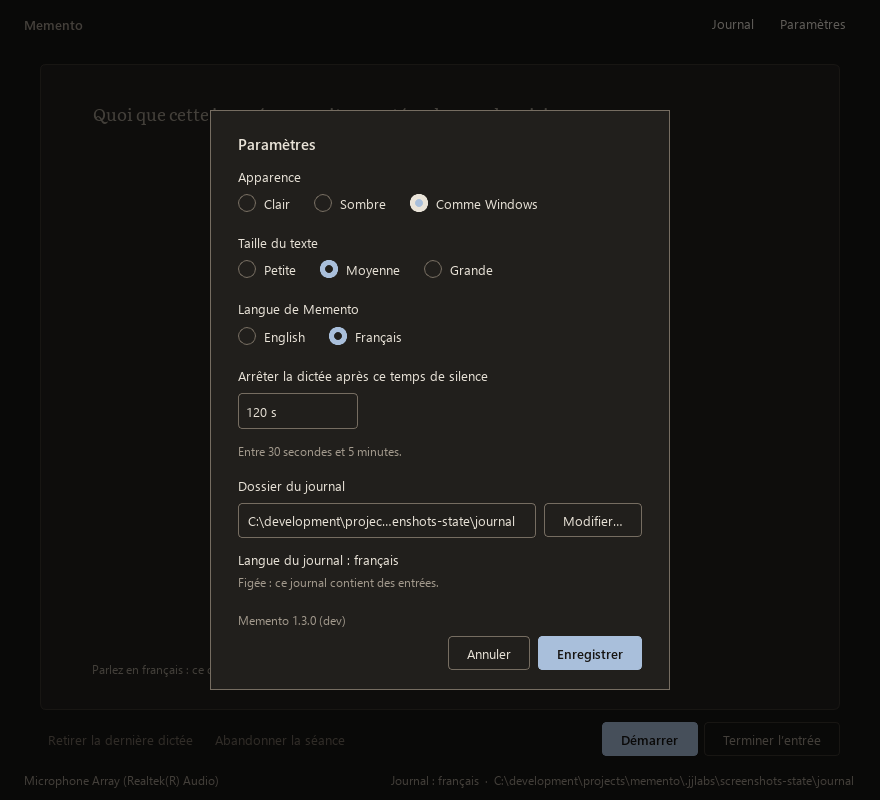 Memento
Journal Paramètres
Quoi que cette
Paramètres
Apparence
Clair Sombre Comme Windows
Taille du texte
Petite Moyenne Grande
Langue de Memento
English Français
Arrêter la dictée après ce temps de silence
120 s
Entre 30 secondes et 5 minutes.
Dossier du journal
C:\development\projec...enshots-state\journal Modifier...
Langue du journal : français
Figée : ce journal contient des entrées.
Memento 1.3.0 (dev)
Annuler Enregistrer
Parlez en français : ce
Retirer la dernière dictée Abandonner la séance Démarrer Terminer l'entrée
Microphone Array (Realtek(R) Audio) Journal : français · C:\development\projects\memento\.jjlabs\screenshots-state\journal